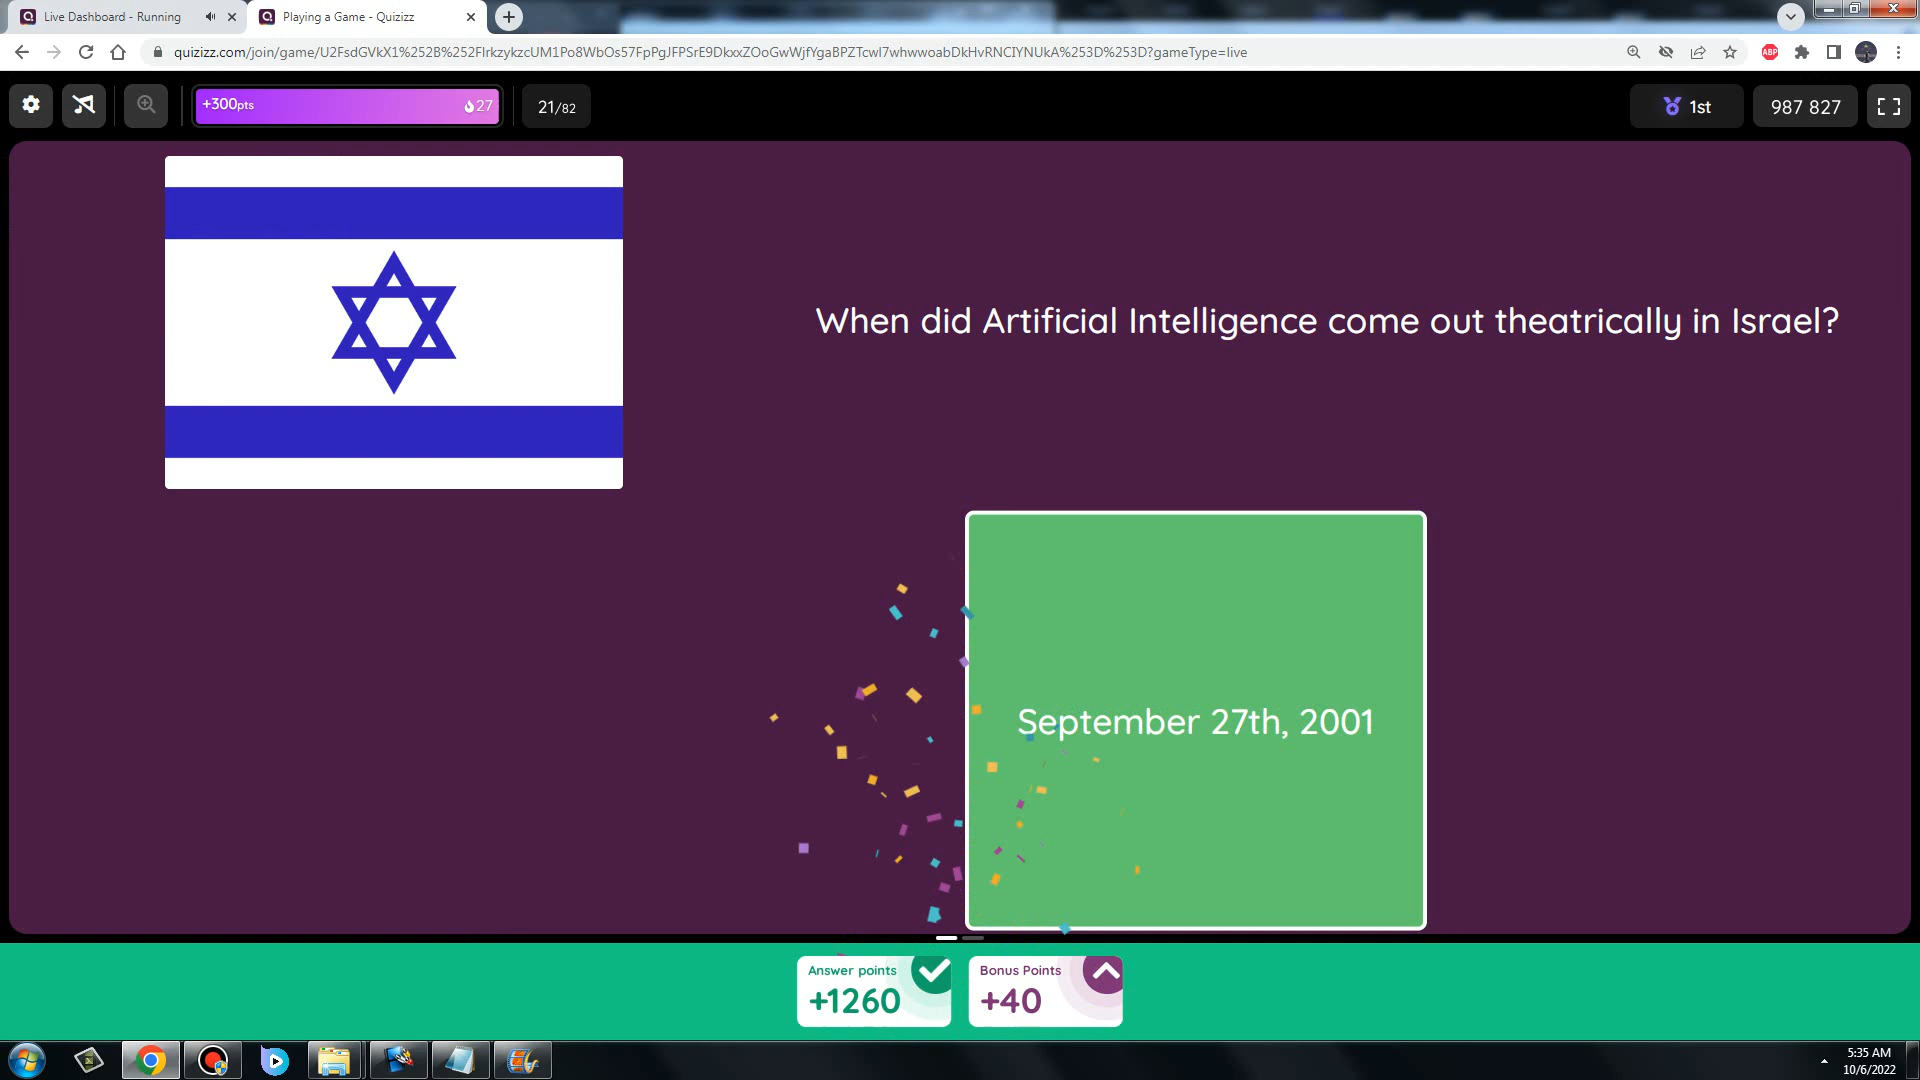 Live Dashboard - Running
Playing a Game - Quizizz
quizizz.com/join/game/U2FsdGVkX1%252B%252FIrkzykzcUM1Po8WbOs57FpPgJFPSrE9DkxxZOoGwWjfYgaBPZTcwI7whwwoabDkHvRNCIYNUkA%253D%253D?gameType=live
ABP
+300pts
27
21/82
1st
987 827
When did Artificial Intelligence come out theatrically in Israel?
September 27th, 2001
Answer points
+1260
Bonus Points
+40
5:35 AM
10/6/2022